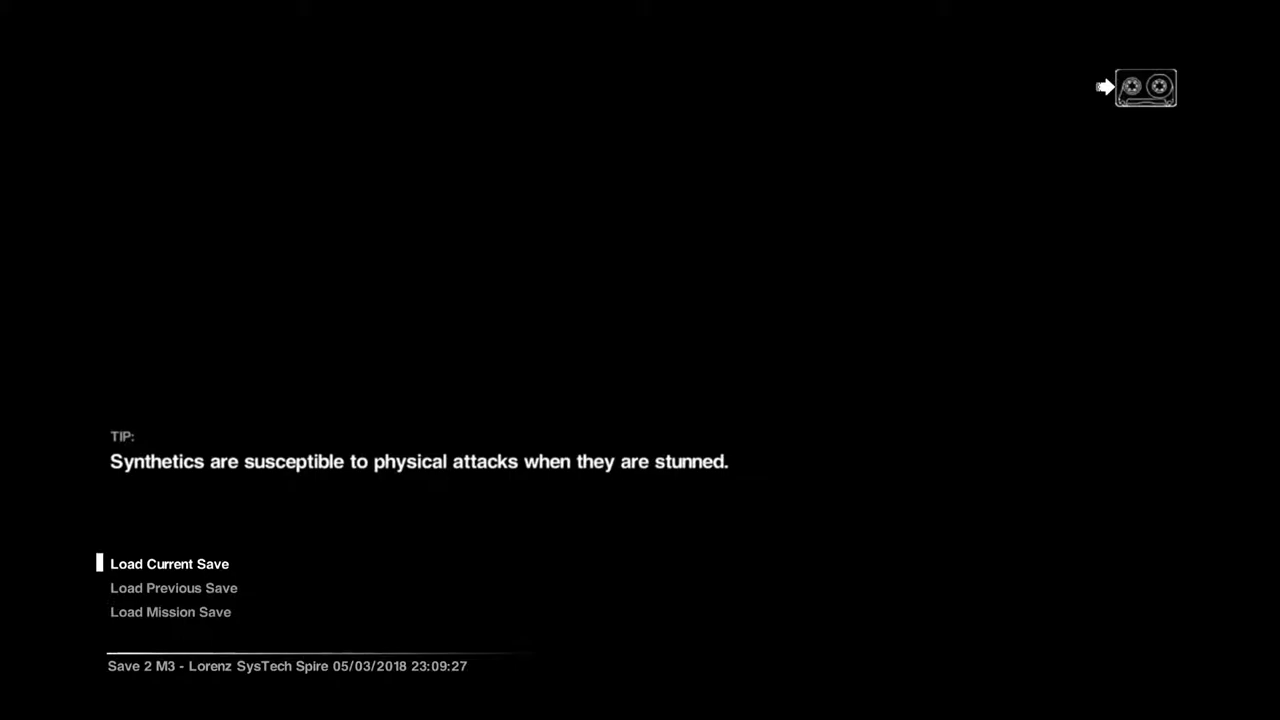 TIP:
Synthetics are susceptible to physical attacks when they are stunned.
Load Current Save
Load Previous Save
Load Mission Save
Save 2 M3 - Lorenz SysTech Spire 05/03/2018 23:09:27